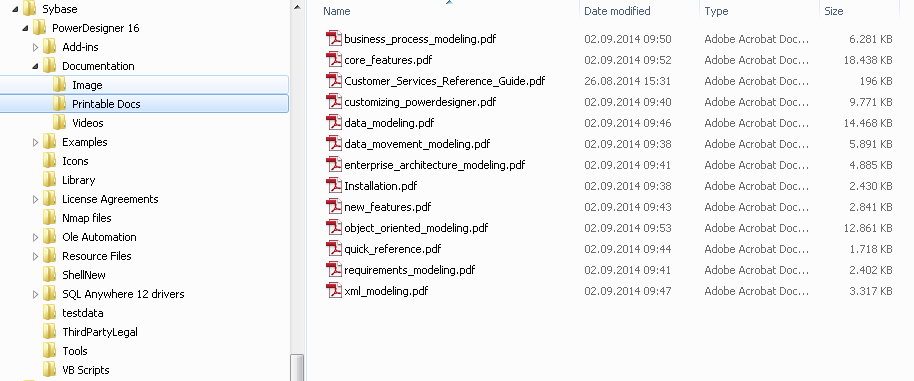 Sybase
PowerDesigner 16
Add-ins
Documentation
Image
Printable Docs
Videos
Examples
Icons
Library
License Agreements
Nmap files
Ole Automation
Resource Files
ShellNew
SQL Anywhere 12 drivers
testdata
ThirdPartyLegal
Tools
VB Scripts
Name Date modified Type Size
business_process_modeling.pdf 02.09.2014 09:50 Adobe Acrobat Doc... 6.281 KB
core_features.pdf 02.09.2014 09:52 Adobe Acrobat Doc... 18.438 KB
Customer_Services_Reference_Guide.pdf 26.08.2014 15:31 Adobe Acrobat Doc... 196 KB
customizing_powerdesigner.pdf 02.09.2014 09:40 Adobe Acrobat Doc... 9.771 KB
data_modeling.pdf 02.09.2014 09:46 Adobe Acrobat Doc... 14.468 KB
data_movement_modeling.pdf 02.09.2014 09:38 Adobe Acrobat Doc... 5.891 KB
enterprise_architecture_modeling.pdf 02.09.2014 09:41 Adobe Acrobat Doc... 4.885 KB
Installation.pdf 02.09.2014 09:38 Adobe Acrobat Doc... 2.430 KB
new_features.pdf 02.09.2014 09:43 Adobe Acrobat Doc... 2.841 KB
object_oriented_modeling.pdf 02.09.2014 09:53 Adobe Acrobat Doc... 12.861 KB
quick_reference.pdf 02.09.2014 09:44 Adobe Acrobat Doc... 1.718 KB
requirements_modeling.pdf 02.09.2014 09:41 Adobe Acrobat Doc... 2.402 KB
xml_modeling.pdf 02.09.2014 09:47 Adobe Acrobat Doc... 3.317 KB